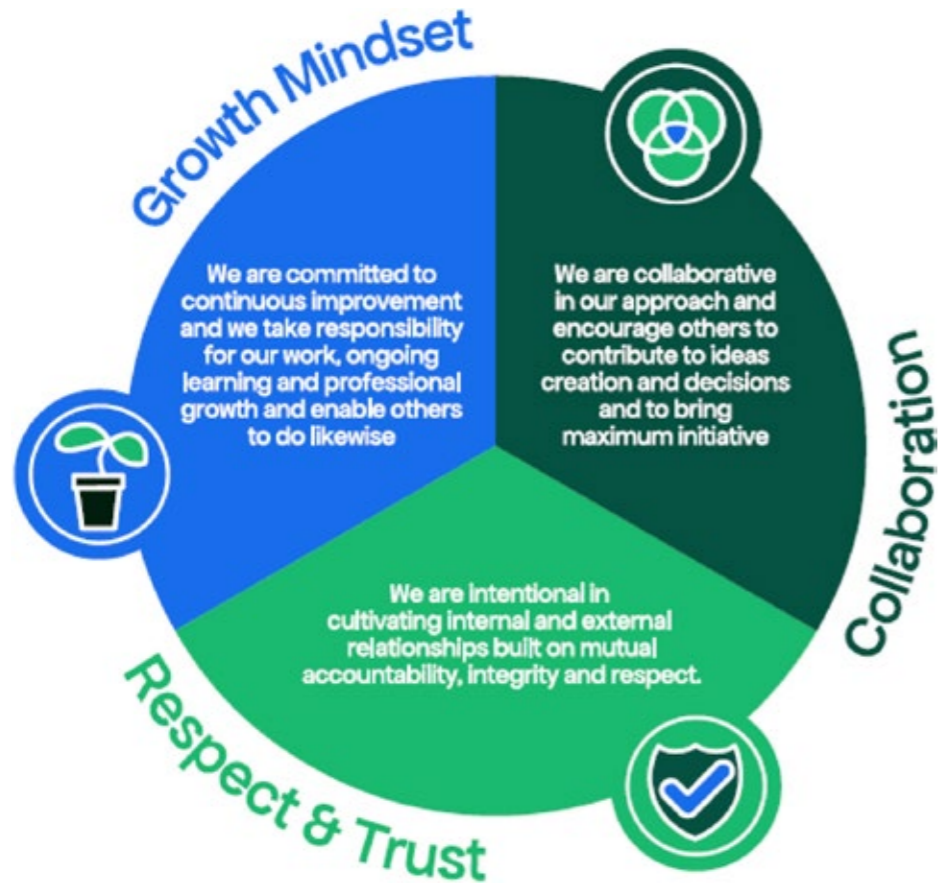 Growth Mindset
We are committed to
continuous improvement
and we take responsibility
for our work, ongoing
learning and professional
growth and enable others
to do likewise
Collaboration
We are collaborative
in our approach and
encourage others to
contribute to ideas
creation and decisions
and to bring
maximum initiative
Respect & Trust
We are intentional in
cultivating internal and external
relationships built on mutual
accountability, integrity and respect.